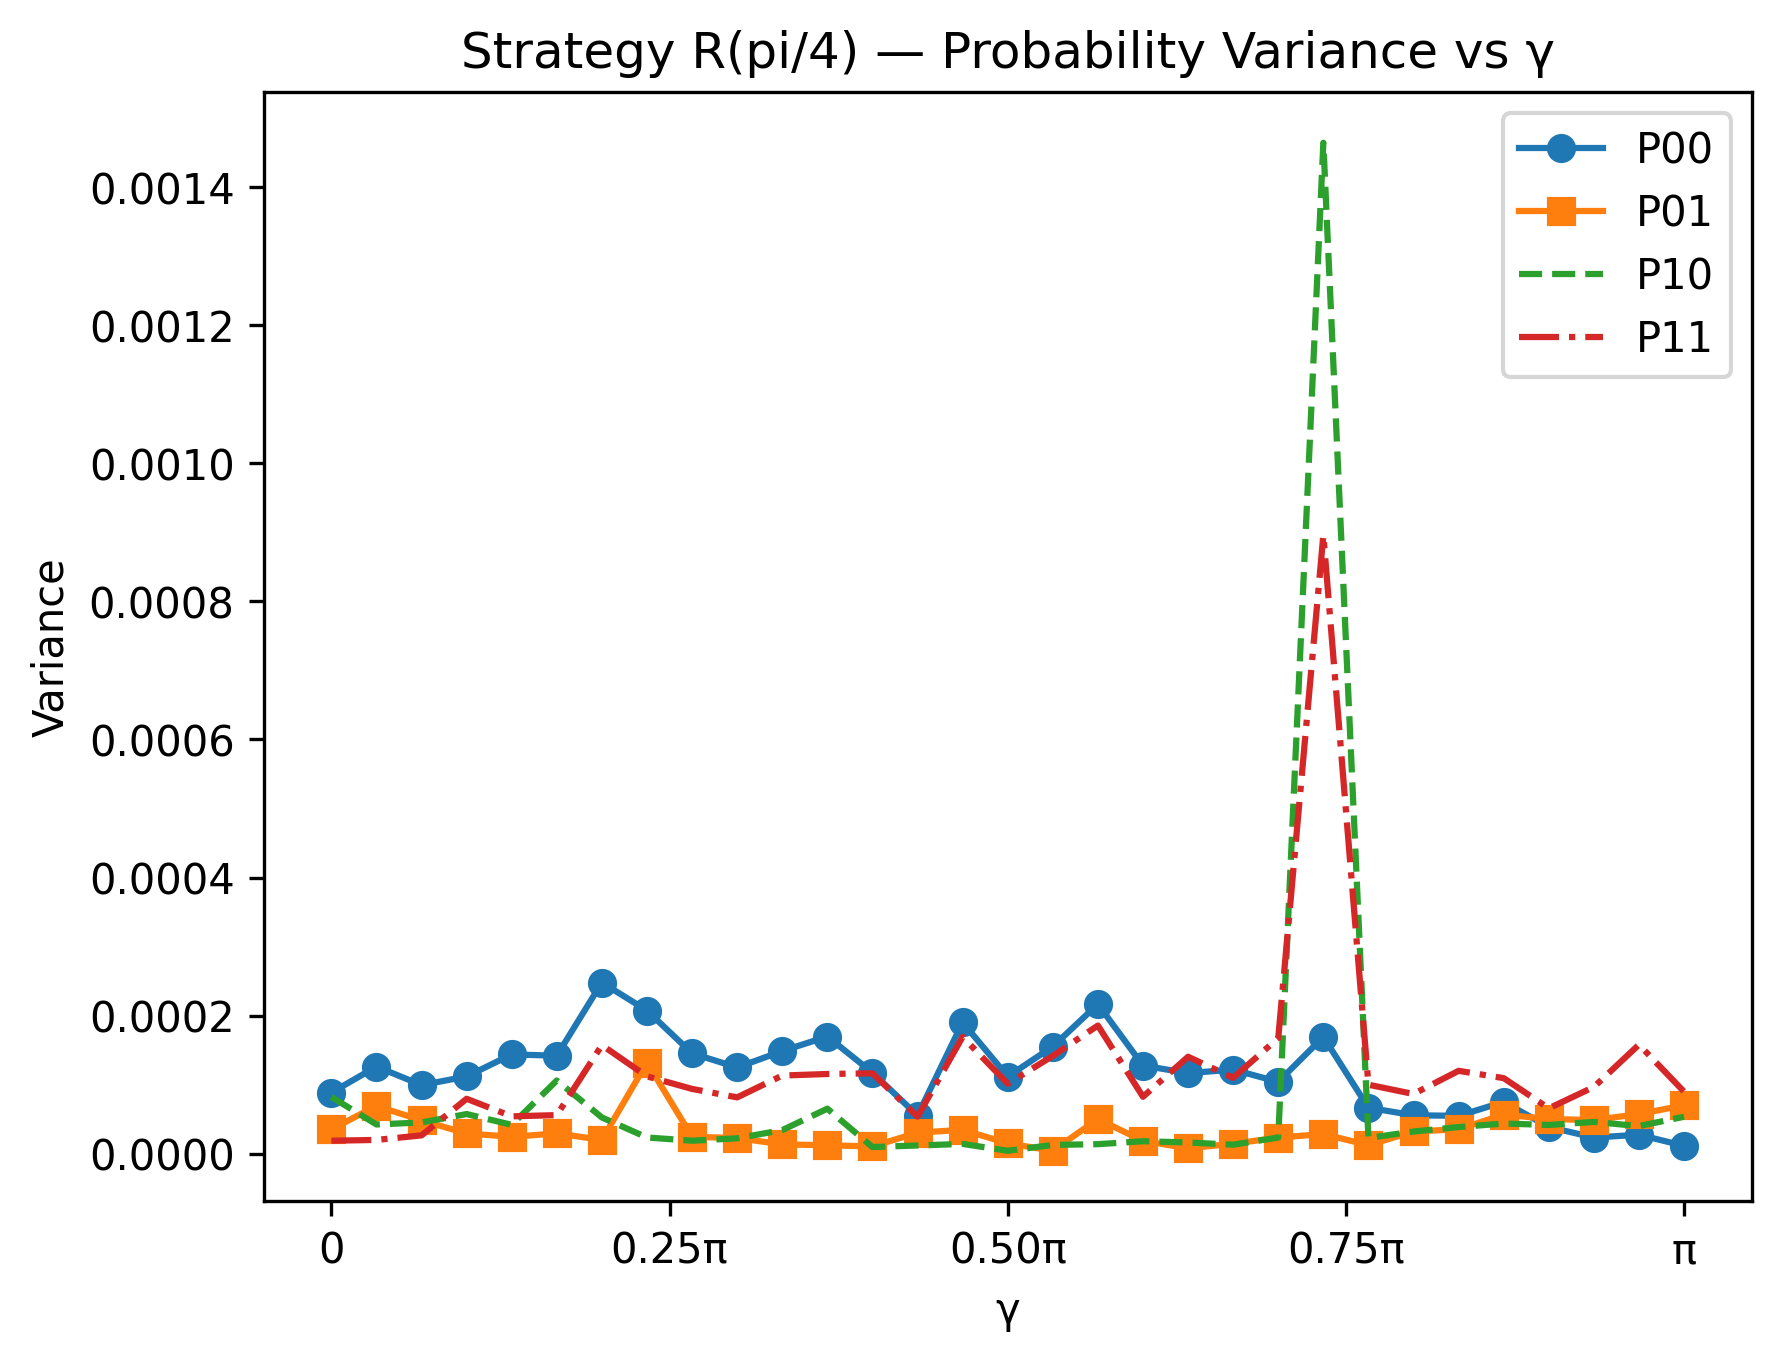 Strategy R(pi/4) — Probability Variance vs γ
P00
P01
P10
P11
Variance
0.0014
0.0012
0.0010
0.0008
0.0006
0.0004
0.0002
0.0000
0 0.25π 0.50π 0.75π π
γ